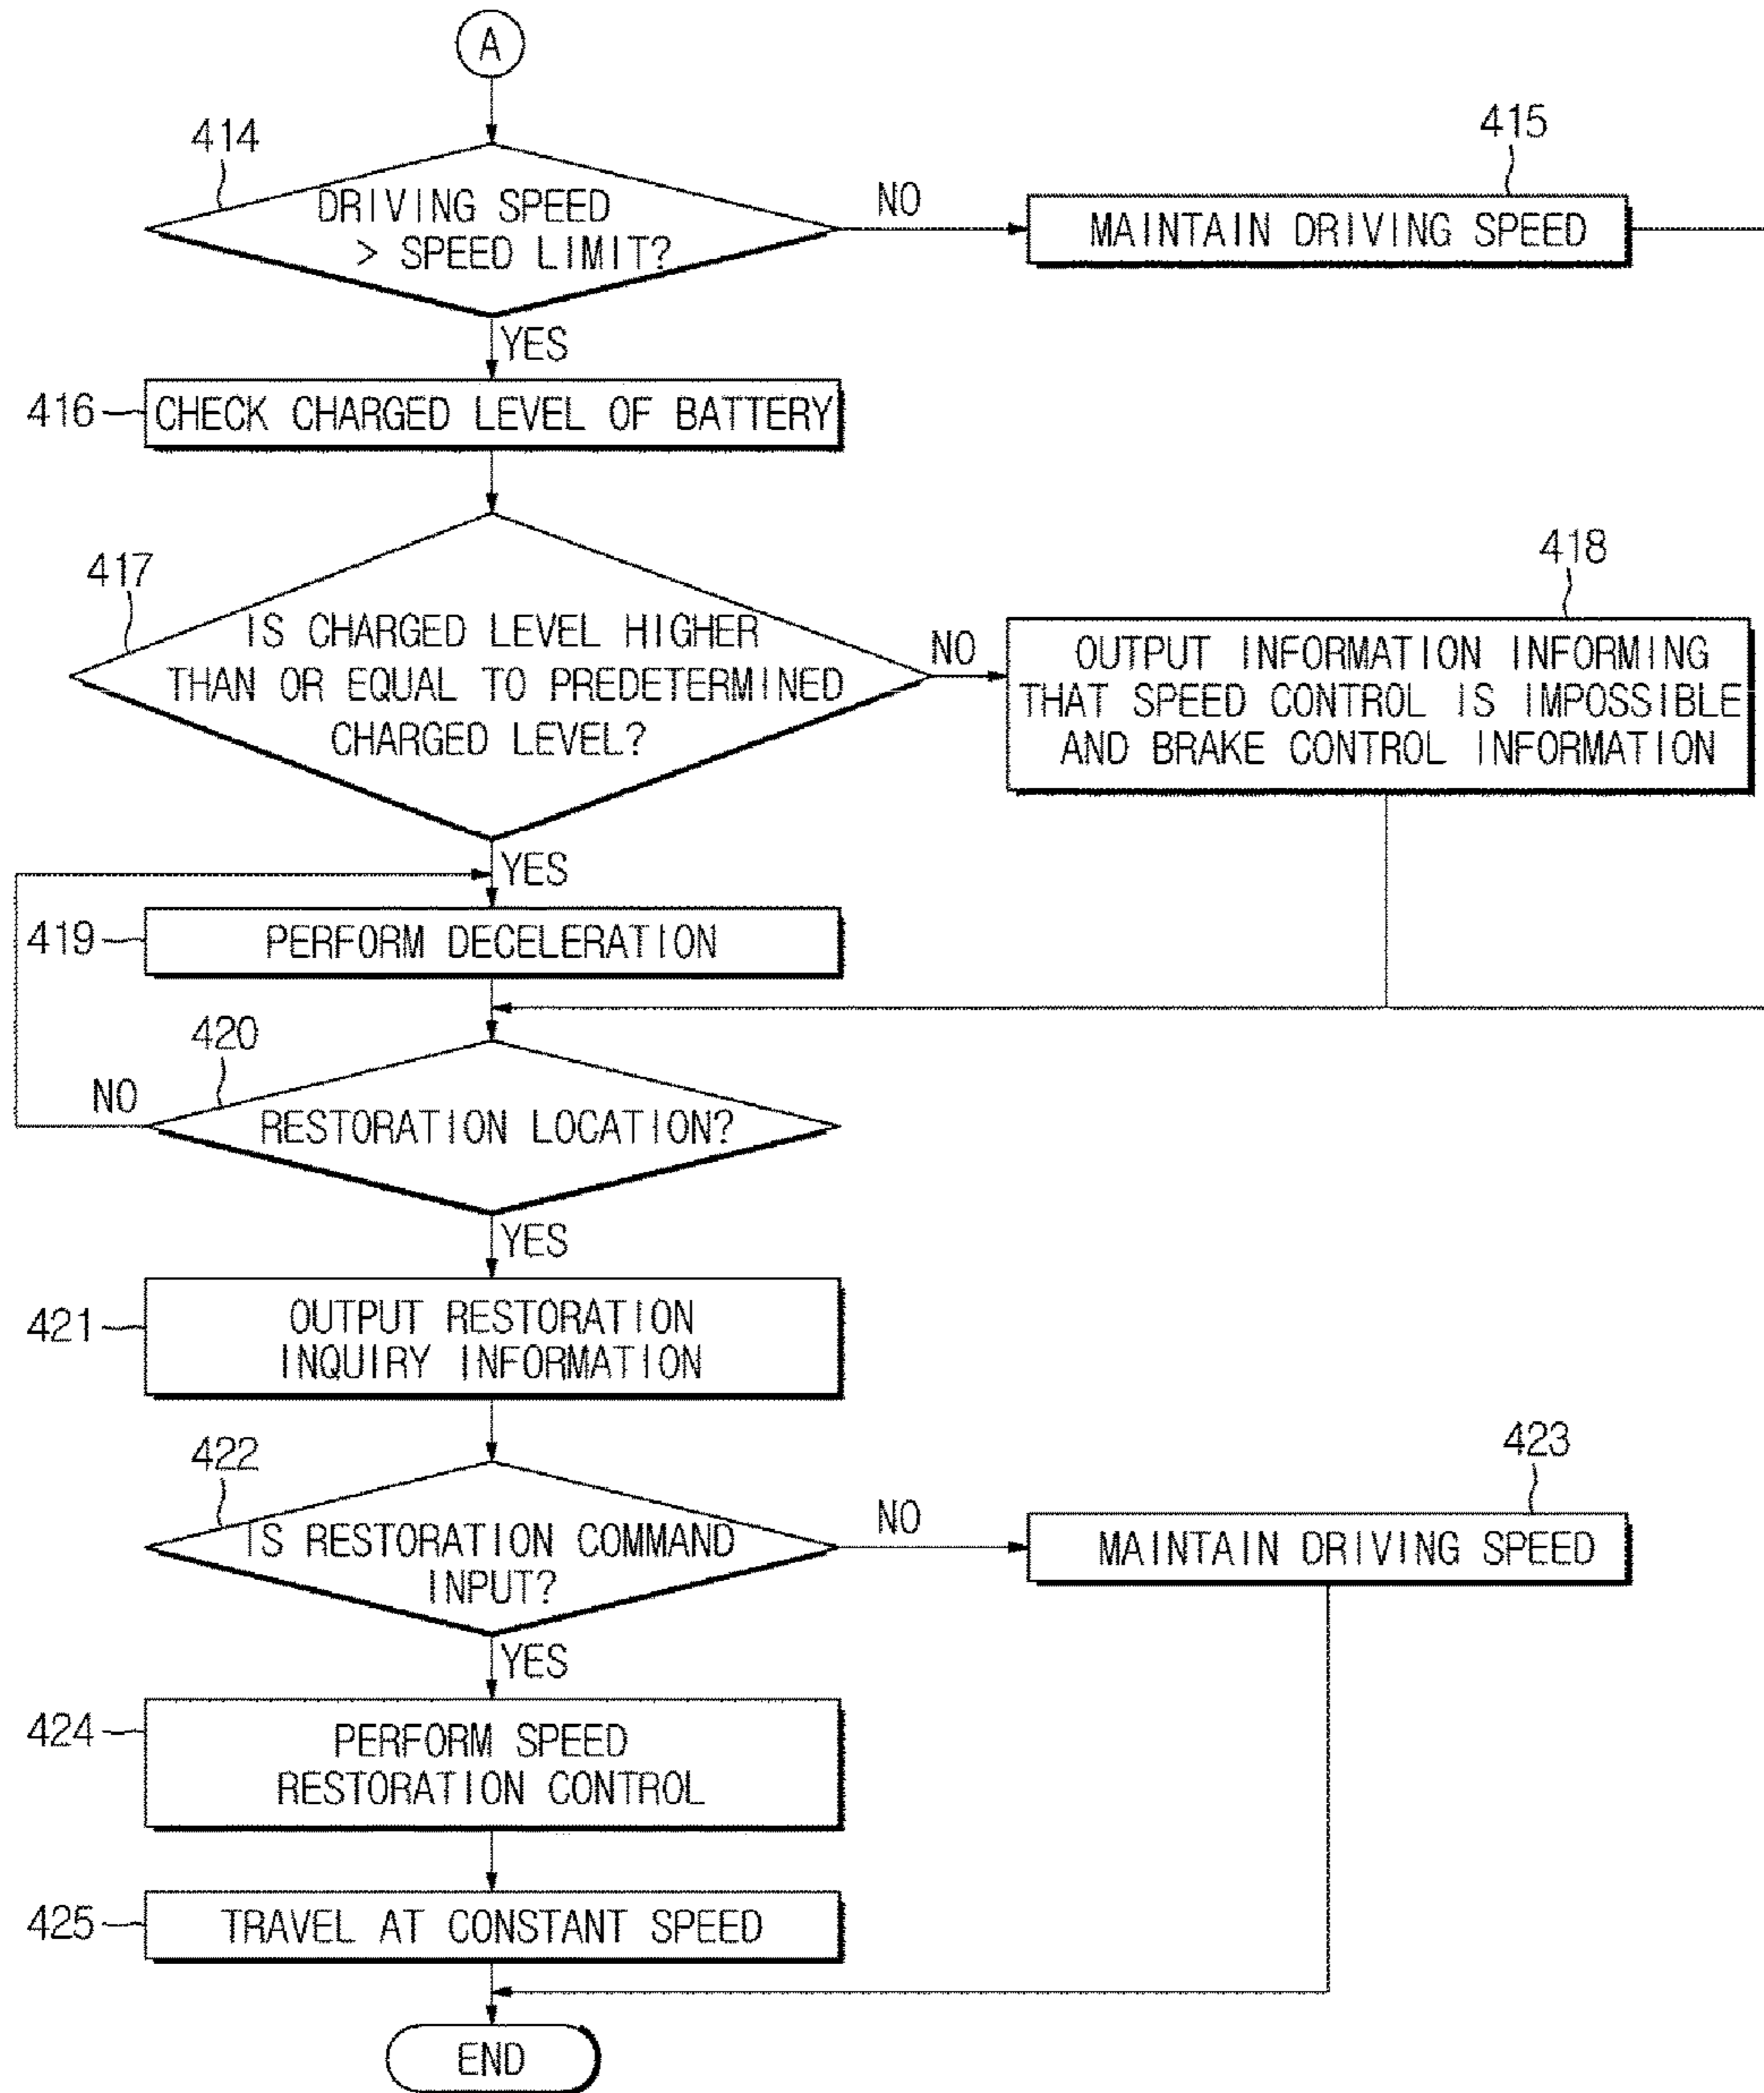 A
414
DRIVING SPEED
> SPEED LIMIT?
NO
415
MAINTAIN DRIVING SPEED
YES
416
CHECK CHARGED LEVEL OF BATTERY
417
IS CHARGED LEVEL HIGHER
THAN OR EQUAL TO PREDETERMINED
CHARGED LEVEL?
NO
418
OUTPUT INFORMATION INFORMING
THAT SPEED CONTROL IS IMPOSSIBLE
AND BRAKE CONTROL INFORMATION
YES
419
PERFORM DECELERATION
420
NO
RESTORATION LOCATION?
YES
421
OUTPUT RESTORATION
INQUIRY INFORMATION
422
IS RESTORATION COMMAND
INPUT?
NO
423
MAINTAIN DRIVING SPEED
YES
424
PERFORM SPEED
RESTORATION CONTROL
425
TRAVEL AT CONSTANT SPEED
END